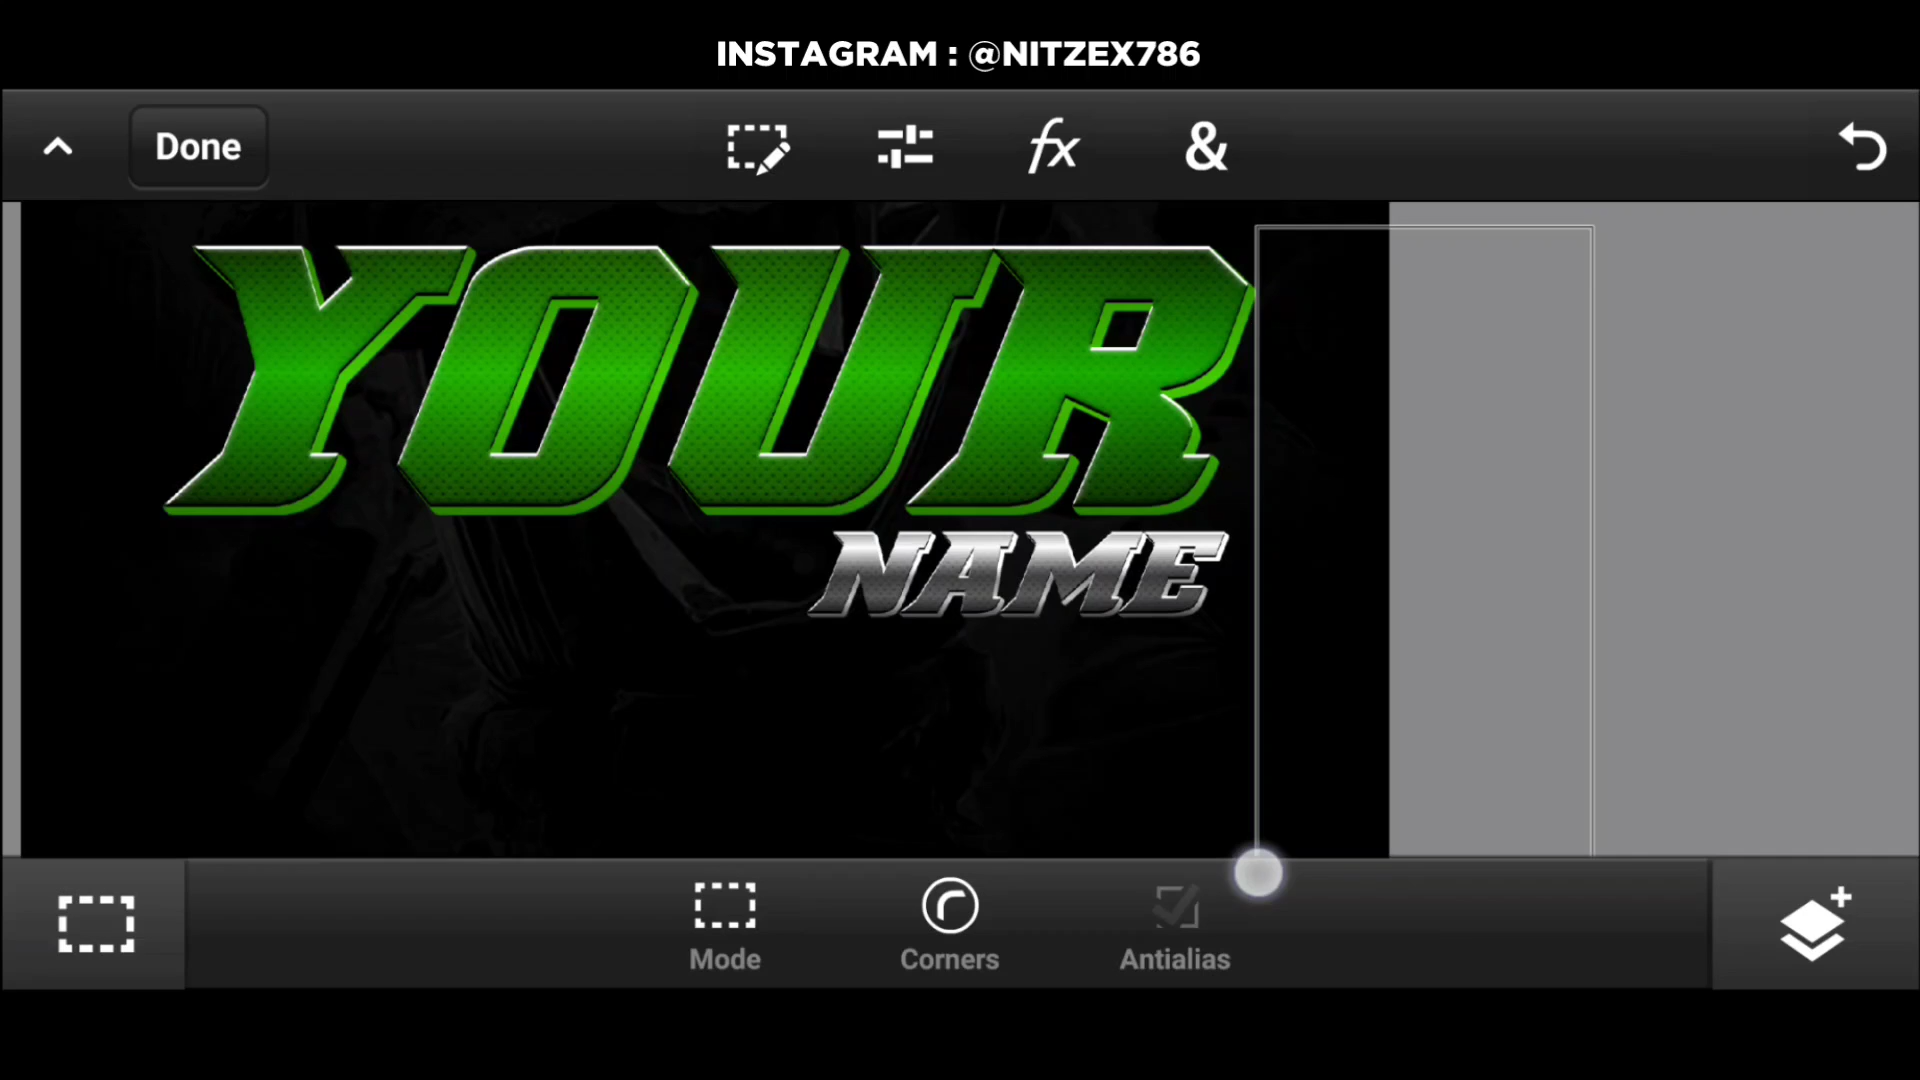 INSTAGRAM : @NITZEX786
Done
fx
&
YOUR
NAME
Mode
Corners
Antialias